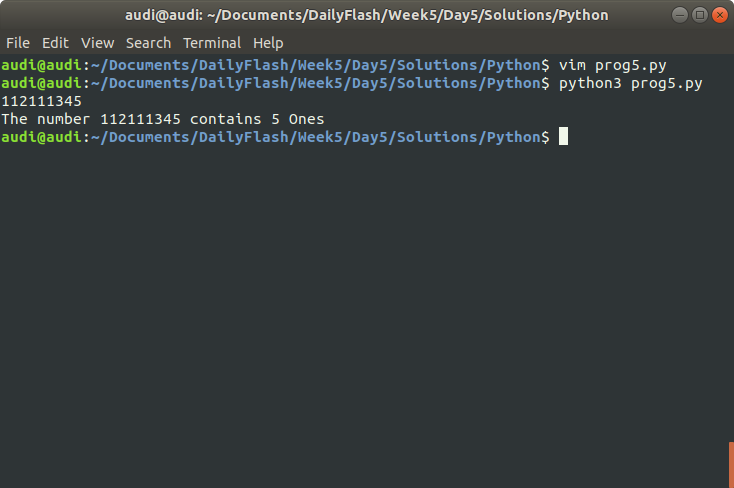 audi@audi: ~/Documents/DailyFlash/Week5/Day5/Solutions/Python
File Edit View Search Terminal Help
audi@audi:~/Documents/DailyFlash/Week5/Day5/Solutions/Python$ vim prog5.py
audi@audi:~/Documents/DailyFlash/Week5/Day5/Solutions/Python$ python3 prog5.py
112111345
The number 112111345 contains 5 Ones
audi@audi:~/Documents/DailyFlash/Week5/Day5/Solutions/Python$